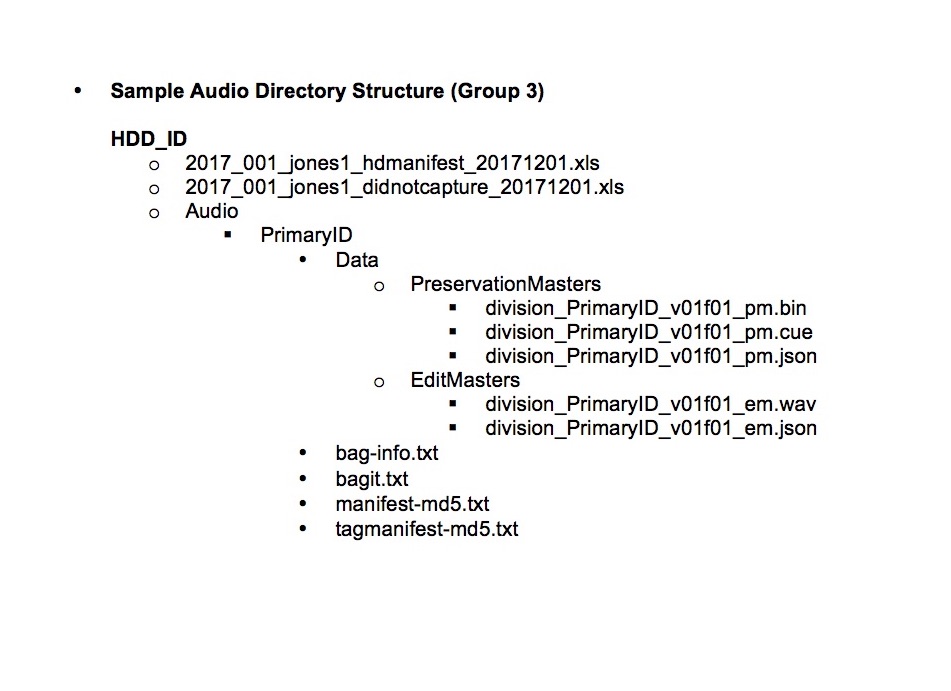 • Sample Audio Directory Structure (Group 3)
HDD_ID
o 2017_001_jones1_hdmanifest_20171201.xls
o 2017_001_jones1_didnotcapture_20171201.xls
o Audio
▪ PrimaryID
• Data
o PreservationMasters
▪ division_PrimaryID_v01f01_pm.bin
▪ division_PrimaryID_v01f01_pm.cue
▪ division_PrimaryID_v01f01_pm.json
o EditMasters
▪ division_PrimaryID_v01f01_em.wav
▪ division_PrimaryID_v01f01_em.json
• bag-info.txt
• bagit.txt
• manifest-md5.txt
• tagmanifest-md5.txt